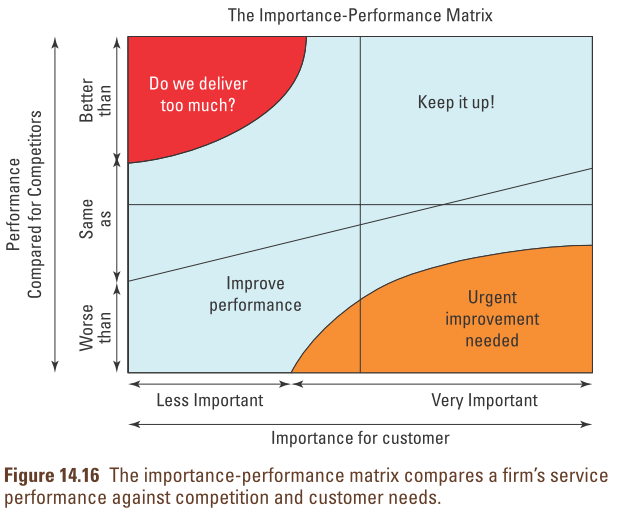 The Importance-Performance Matrix
Performance
Compared for Competitors
Better
than
Same
as
Worse
than
Do we deliver
too much?
Keep it up!
Improve
performance
Urgent
improvement
needed
Less Important
Very Important
Importance for customer
Figure 14.16 The importance-performance matrix compares a firm's service
performance against competition and customer needs.